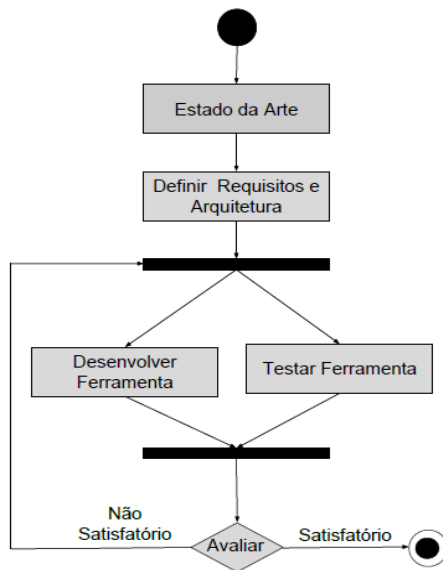 Estado da Arte
Definir Requisitos e
Arquitetura
Desenvolver
Ferramenta
Testar Ferramenta
Não
Satisfatório
Avaliar
Satisfatório